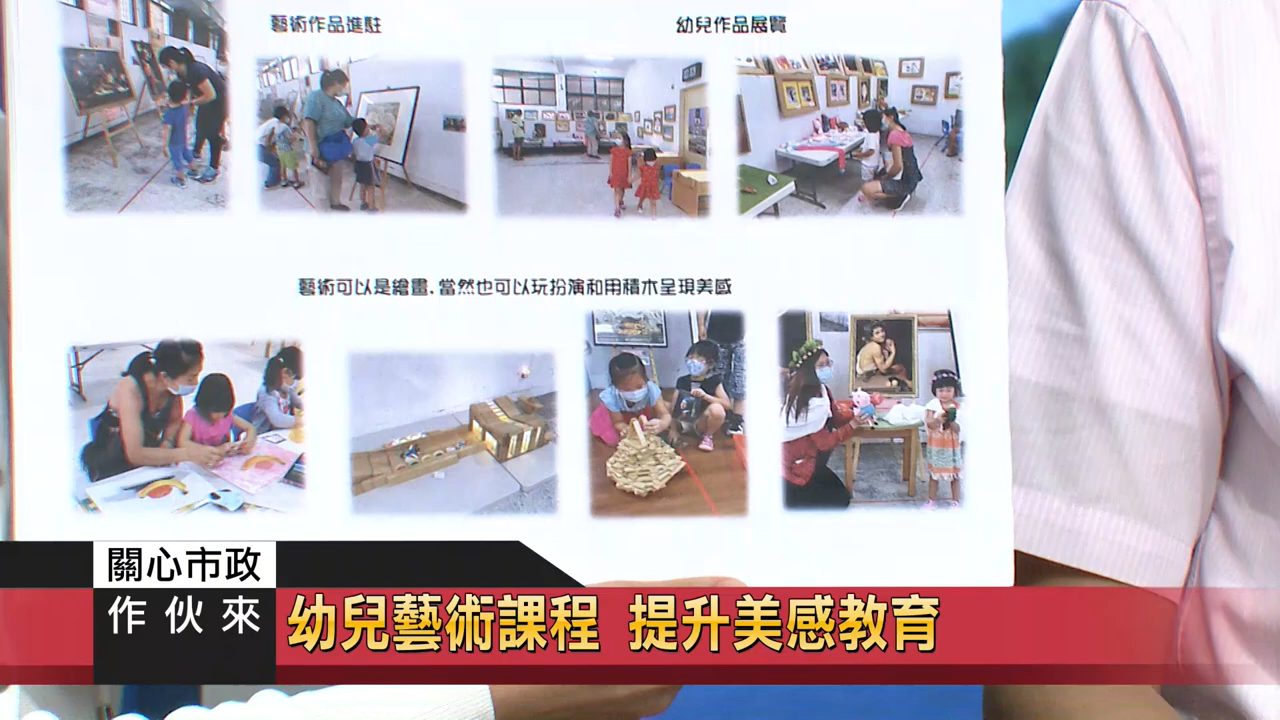 藝術作品進駐
幼兒作品展覽
藝術可以是繪畫.當然也可以玩扮演和用積木呈現美感
關心市政
作伙來
幼兒藝術課程 提升美感教育